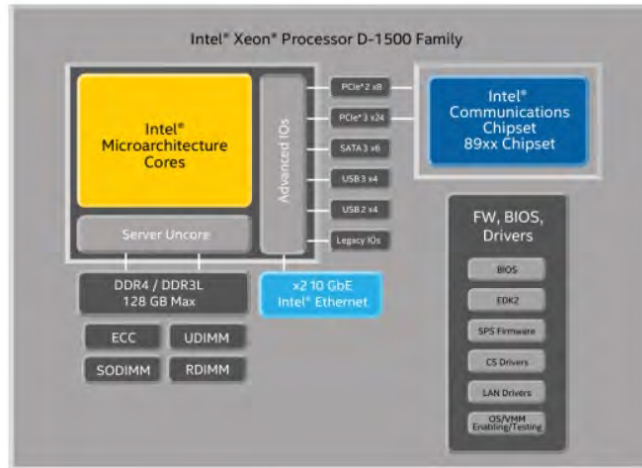 Intel® Xeon® Processor D-1500 Family
Intel®
Microarchitecture
Cores
Server Uncore
Advanced IOs
PCIe®2 x8
PCIe®3 x24
SATA 3 x6
USB 3 x4
USB 2 x4
Legacy IOs
Intel®
Communications
Chipset
89xx Chipset
DDR4 / DDR3L
128 GB Max
x2 10 GbE
Intel® Ethernet
ECC
UDIMM
SODIMM
RDIMM
FW, BIOS,
Drivers
BIOS
EDK2
SPS Firmware
CS Drivers
LAN Drivers
OS/VMM
Enabling/Testing